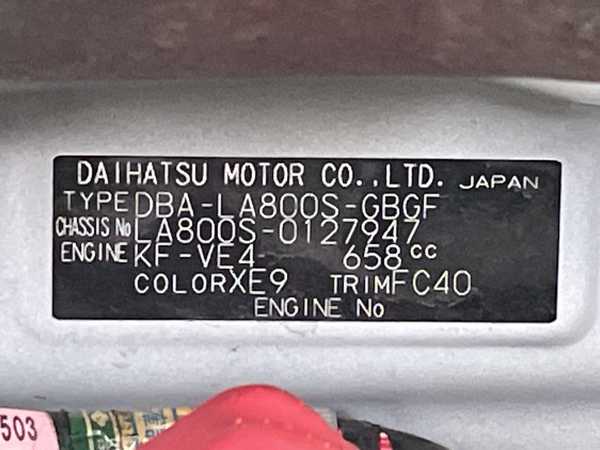 DAIHATSU MOTOR CO.,LTD. JAPAN
TYPE DBA-LA800S-GBGF
CHASSIS No LA800S-0127947
ENGINE KF-VE4 658cc
COLOR XE9 TRIM FC40
ENGINE No
503